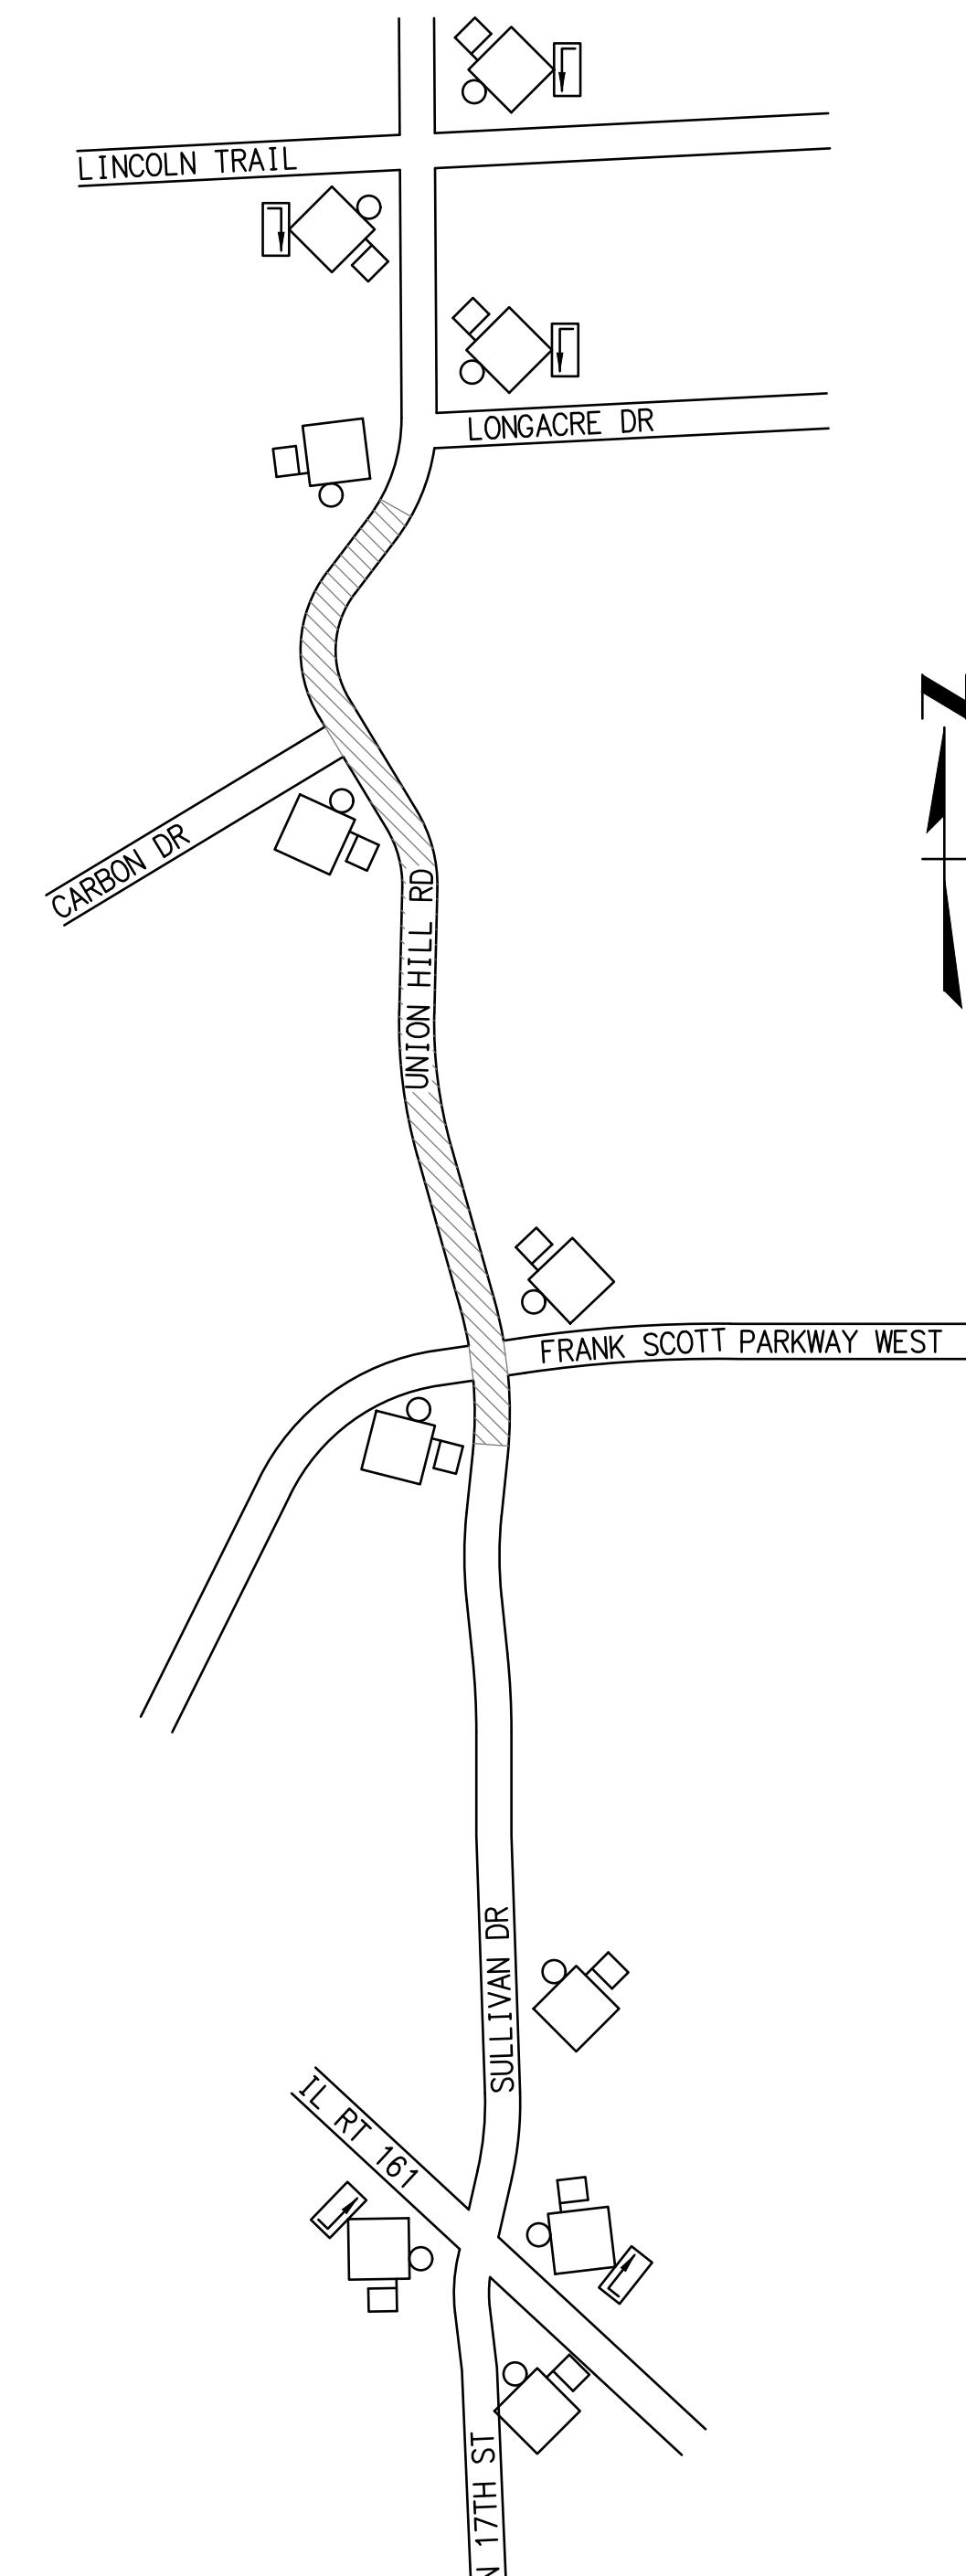 LINCOLN TRAIL
LONGACRE DR
N
CARBON DR
UNION HILL RD
FRANK SCOTT PARKWAY WEST
SULLIVAN DR
IL RT 161
N 17TH ST